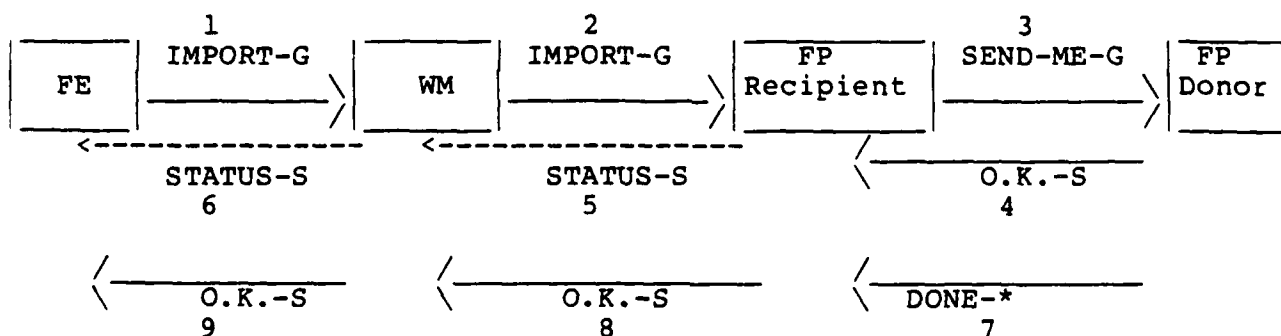 1 2 3
IMPORT-G IMPORT-G FP SEND-ME-G FP
FE WM Recipient Donor
STATUS-S STATUS-S O.K.-S
6 5 4
O.K.-S O.K.-S DONE-*
9 8 7